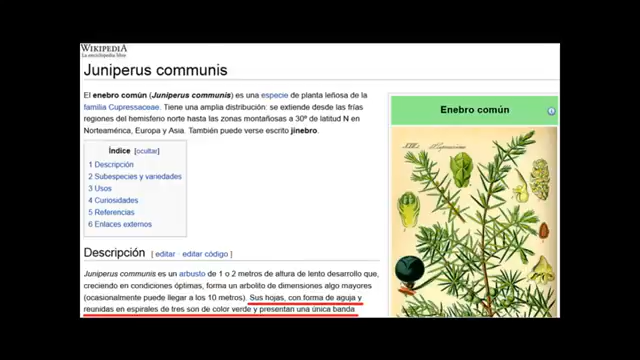 WIKIPEDIA
La enciclopedia libre
Juniperus communis
El enebro común (Juniperus communis) es una especie de planta leñosa de la
familia Cupressaceae. Tiene una amplia distribución: se extiende desde las frías
regiones del hemisferio norte hasta las zonas montañosas a 30º de latitud N en
Norteamérica, Europa y Asia. También puede verse escrito jínebro.
Índice [ocultar]
1 Descripción
2 Subespecies y variedades
3 Usos
4 Curiosidades
5 Referencias
6 Enlaces externos
Enebro común
Descripción [ editar · editar código ]
Juniperus communis es un arbusto de 1 o 2 metros de altura de lento desarrollo que,
creciendo en condiciones óptimas, forma un arbolito de dimensiones algo mayores
(ocasionalmente puede llegar a los 10 metros). Sus hojas, con forma de aguja y
reunidas en espirales de tres son de color verde y presentan una única banda